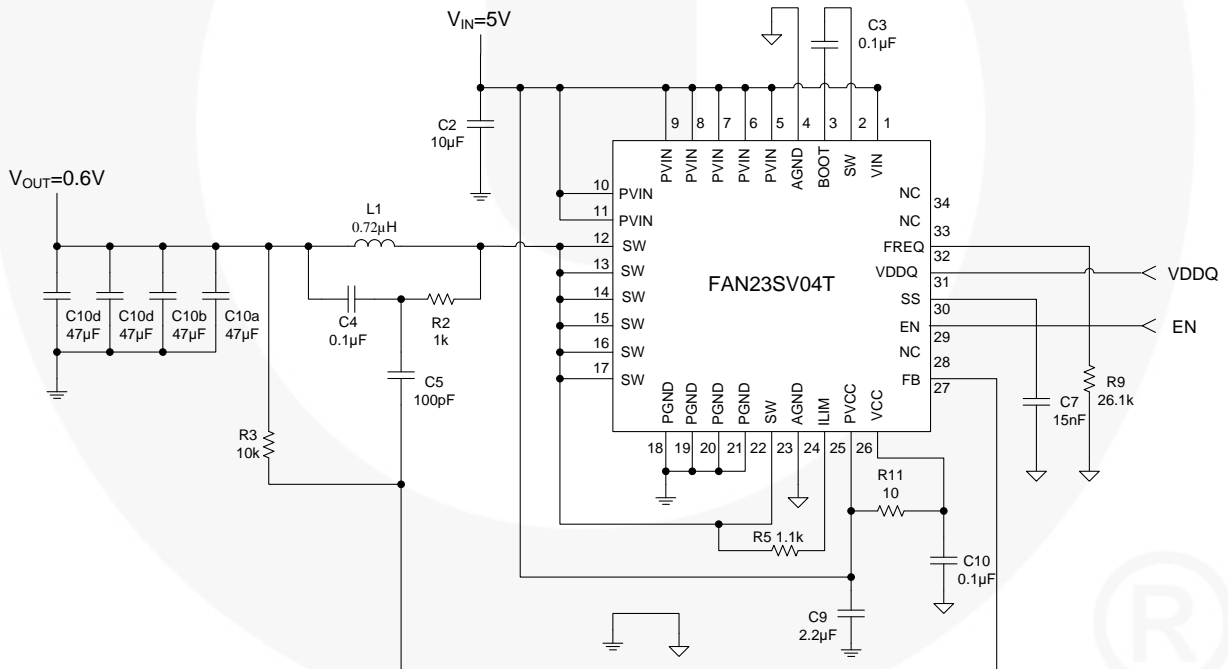 V_IN=5V
C3
0.1µF
C2
10µF
9 8 7 6 5 4 3 2 1
PVIN PVIN PVIN PVIN PVIN AGND BOOT SW VIN
V_OUT=0.6V
L1
0.72µH
10 PVIN
11 PVIN
12 SW
13 SW
14 SW
15 SW
16 SW
17 SW
FAN23SV04T
NC 34
NC 33
FREQ 32
VDDQ 31
SS 30
EN 29
NC 28
FB 27
VDDQ
EN
C10d
47µF
C10d
47µF
C10b
47µF
C10a
47µF
C4
0.1µF
R2
1k
C5
100pF
R3
10k
PGND PGND PGND PGND SW AGND ILIM PVCC VCC
18 19 20 21 22 23 24 25 26
C7
15nF
R9
26.1k
R11
10
R5 1.1k
C10
0.1µF
C9
2.2µF
®